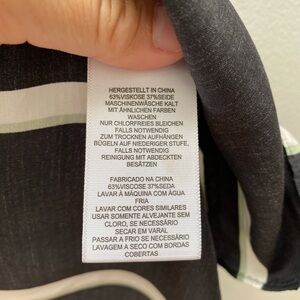 HERGESTELLT IN CHINA
63%VISKOSE 37%SEIDE
MASCHINENWÄSCHE KALT
MIT ÄHNLICHEN FARBEN
WASCHEN
NUR CHLORFREIES BLEICHEN
FALLS NOTWENDIG
ZUM TROCKNEN AUFHÄNGEN
BÜGELN AUF NIEDRIGER STUFE,
FALLS NOTWENDIG
REINIGUNG MIT ABDECKTEN
BESÄTZEN
FABRICADO NA CHINA
63%VISCOSE 37%SEDA
LAVAR À MÁQUINA COM ÁGUA
FRIA
LAVAR COM CORES SIMILARES
USAR SOMENTE ALVEJANTE SEM
CLORO, SE NECESSÁRIO
SECAR EM VARAL
PASSAR A FRIO SE NECESSÁRIO
LAVAGEM A SECO COM BORDAS
COBERTAS